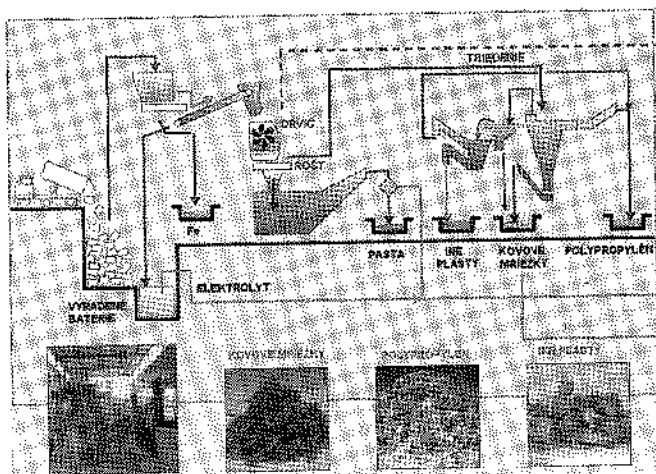 TRIEDENIE
DRVIČ
ROŠT
Fe
PASTA
INÉ
PLASTY
KOVOVÉ
MRIEŽKY
POLYPROPYLÉN
ELEKTROLYT
VYRADENÉ
BATÉRIE
KOVOVÉ MRIEŽKY
POLYPROPYLÉN
INÉ PLASTY